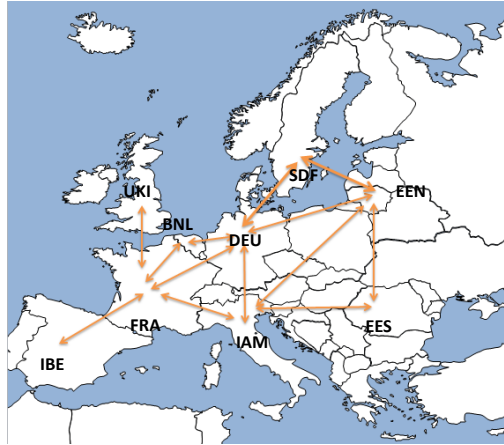 SDF
UKI
EEN
BNL
DEU
FRA
IAM
EES
IBE